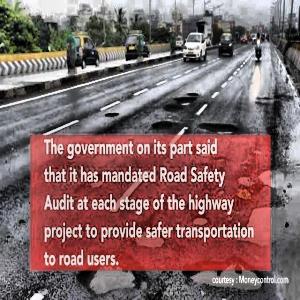 The government on its part said
that it has mandated Road Safety
Audit at each stage of the highway
project to provide safer transportation
to road users.
courtesy : Moneycontrol.com